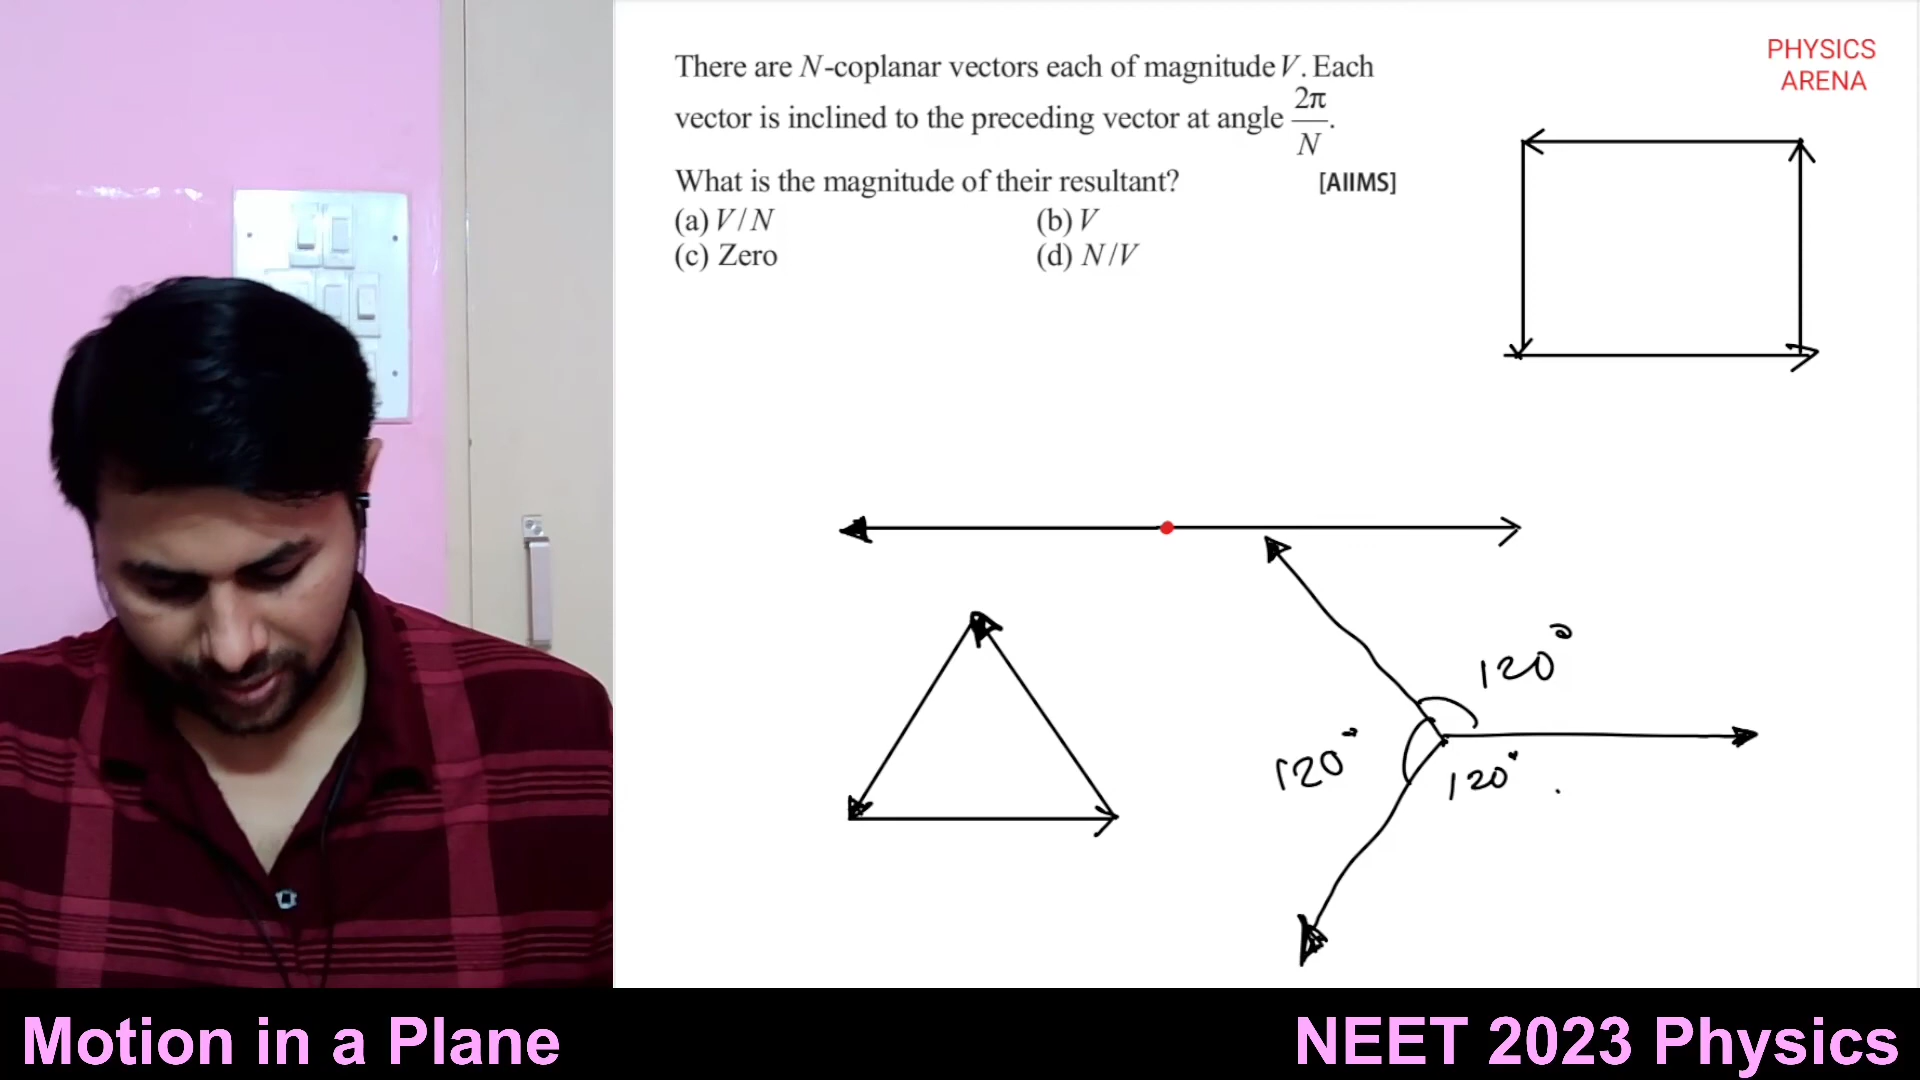 There are N-coplanar vectors each of magnitude V. Each
vector is inclined to the preceding vector at angle 2π/N.
What is the magnitude of their resultant? [AIIMS]
(a) V/N (b) V
(c) Zero (d) N/V
PHYSICS
ARENA
120°
120°
120°
Motion in a Plane
NEET 2023 Physics